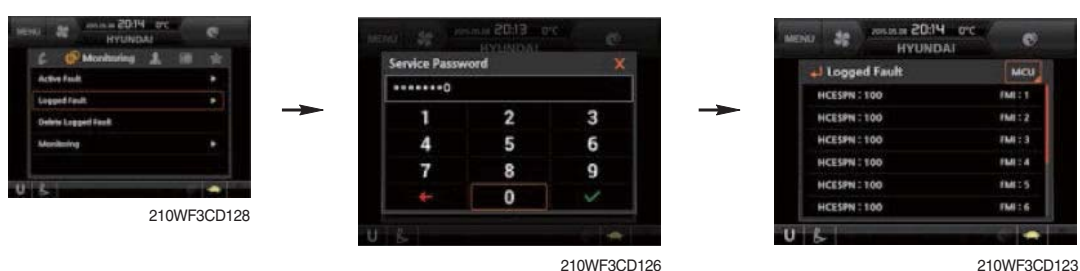 MENU 20:14 0°C
HYUNDAI
Monitoring
Active Fault
Logged Fault
Delete Logged Fault
Monitoring
U
210WF3CD128
MENU 20:13 0°C
HYUNDAI
Service Password X
*******0
1 2 3
4 5 6
7 8 9
0
U
210WF3CD126
MENU 20:14 0°C
HYUNDAI
Logged Fault MCU
HCESPN : 100 FMI : 1
HCESPN : 100 FMI : 2
HCESPN : 100 FMI : 3
HCESPN : 100 FMI : 4
HCESPN : 100 FMI : 5
HCESPN : 100 FMI : 6
U
210WF3CD123